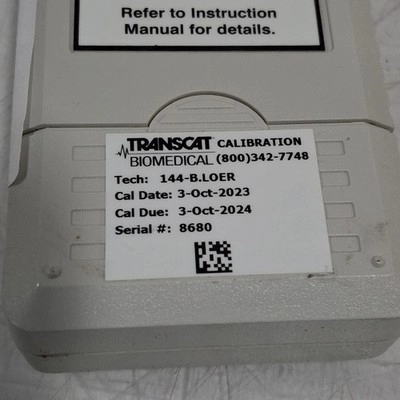 Refer to Instruction
Manual for details.
TRANSCAT CALIBRATION
BIOMEDICAL (800)342-7748
Tech: 144-B.LOER
Cal Date: 3-Oct-2023
Cal Due: 3-Oct-2024
Serial #: 8680